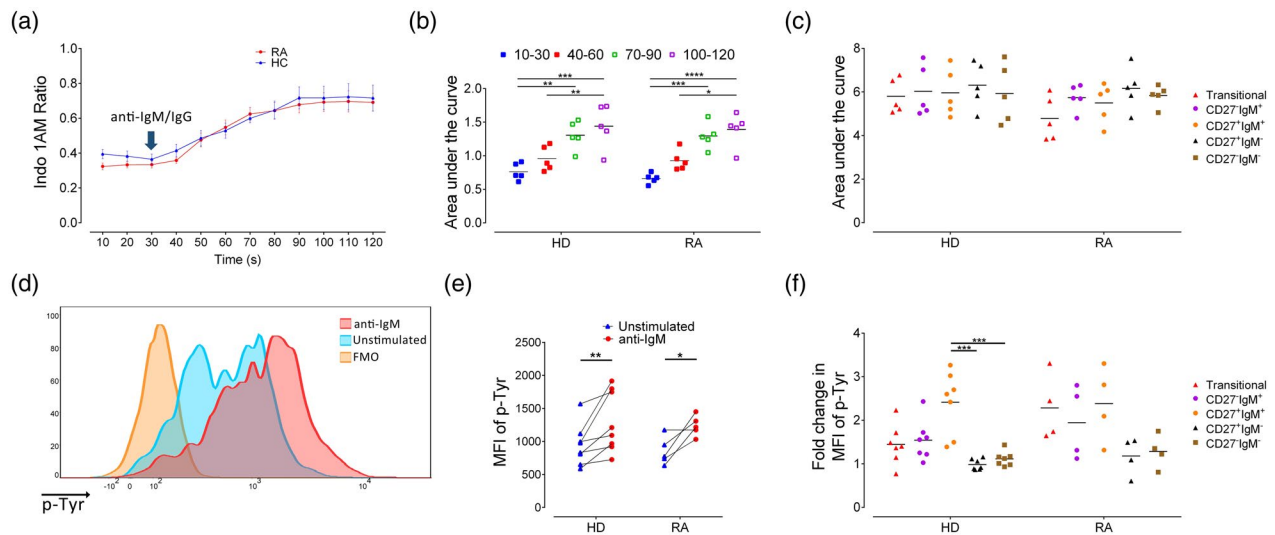 (a)
1.0
0.8
0.6
0.4
0.2
0.0
Indo 1AM Ratio
RA
HC
anti-IgM/IgG
10 20 30 40 50 60 70 80 90 100 110 120
Time (s)
(b)
10-30 40-60 70-90 100-120
2.0
1.5
1.0
0.5
0.0
Area under the curve
***
**
**
****
***
*
HD RA
(c)
8
6
4
2
0
Area under the curve
HD RA
Transitional
CD27⁻IgM⁺
CD27⁺IgM⁺
CD27⁺IgM⁻
CD27⁻IgM⁻
(d)
100
80
60
40
20
0
anti-IgM
Unstimulated
FMO
-10² 0 10² 10³ 10⁴
p-Tyr
(e)
Unstimulated
anti-IgM
2500
2000
1500
1000
500
0
MFI of p-Tyr
**
*
HD RA
(f)
4
3
2
1
0
Fold change in
MFI of p-Tyr
***
***
HD RA
Transitional
CD27⁻IgM⁺
CD27⁺IgM⁺
CD27⁺IgM⁻
CD27⁻IgM⁻